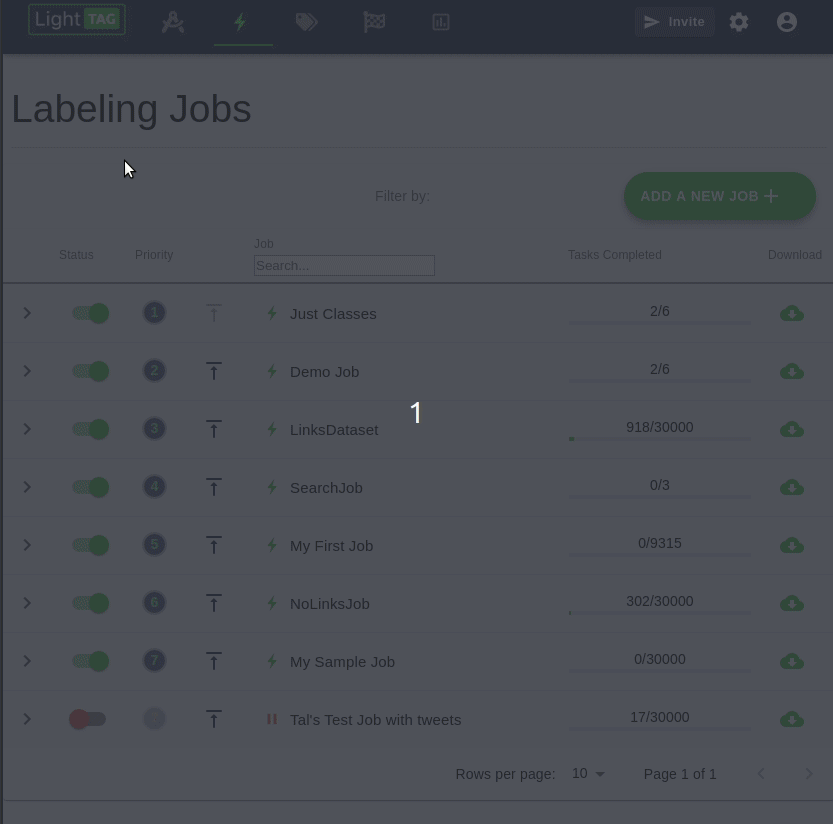 Light TAG
Invite
Labeling Jobs
Filter by:
ADD A NEW JOB +
Status Priority Job Tasks Completed Download
Search...
1 Just Classes 2/6
2 Demo Job 2/6
1
3 LinksDataset 918/30000
4 SearchJob 0/3
5 My First Job 0/9315
6 NoLinksJob 302/30000
7 My Sample Job 0/30000
Tal's Test Job with tweets 17/30000
Rows per page: 10 Page 1 of 1